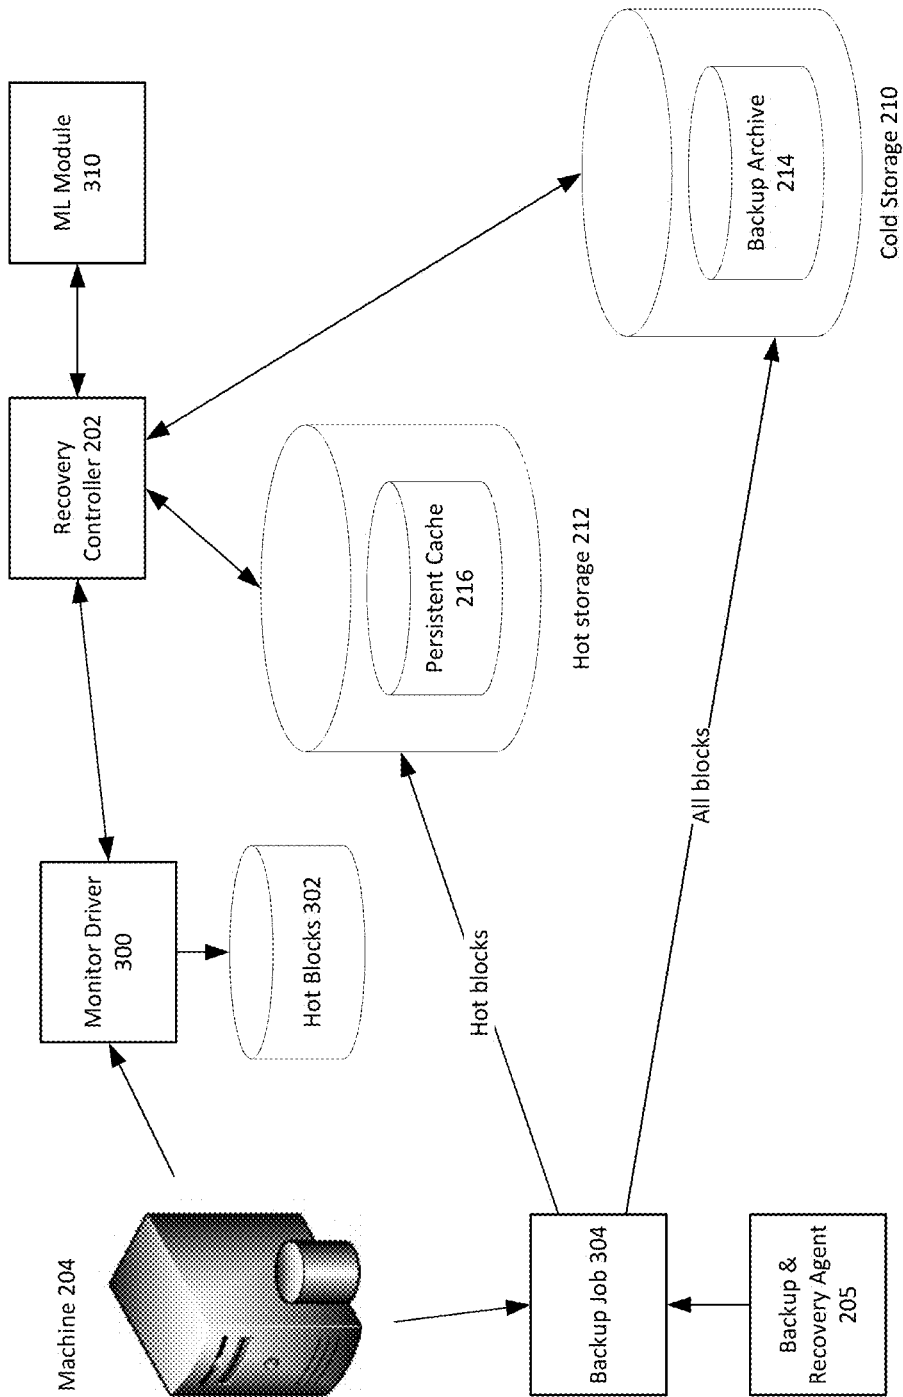 Machine 204
Monitor Driver
300
Recovery
Controller 202
ML Module
310
Hot Blocks 302
Persistent Cache
216
Hot storage 212
Hot blocks
All blocks
Backup Job 304
Backup &
Recovery Agent
205
Backup Archive
214
Cold Storage 210